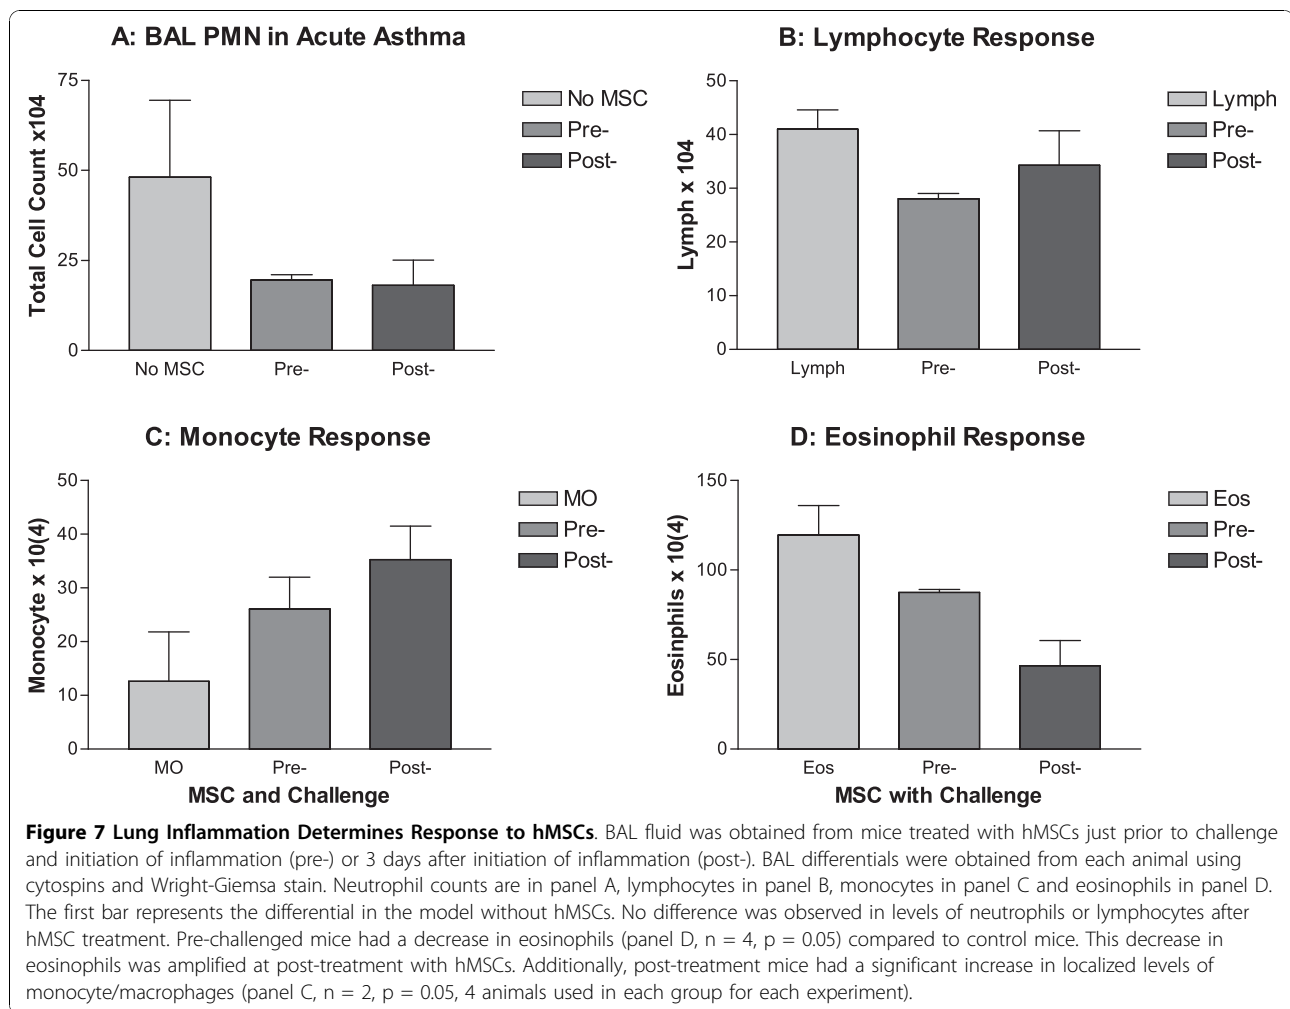 A: BAL PMN in Acute Asthma
Total Cell Count x104
75
50
25
0
No MSC
Pre-
Post-
No MSC
Pre-
Post-
B: Lymphocyte Response
Lymph x 104
50
40
30
20
10
0
Lymph
Pre-
Post-
Lymph
Pre-
Post-
C: Monocyte Response
Monocyte x 10(4)
50
40
30
20
10
0
MO
Pre-
Post-
MSC and Challenge
MO
Pre-
Post-
D: Eosinophil Response
Eosinphils x 10(4)
150
100
50
0
Eos
Pre-
Post-
MSC with Challenge
Eos
Pre-
Post-
Figure 7 Lung Inflammation Determines Response to hMSCs. BAL fluid was obtained from mice treated with hMSCs just prior to challenge
and initiation of inflammation (pre-) or 3 days after initiation of inflammation (post-). BAL differentials were obtained from each animal using
cytospins and Wright-Giemsa stain. Neutrophil counts are in panel A, lymphocytes in panel B, monocytes in panel C and eosinophils in panel D.
The first bar represents the differential in the model without hMSCs. No difference was observed in levels of neutrophils or lymphocytes after
hMSC treatment. Pre-challenged mice had a decrease in eosinophils (panel D, n = 4, p = 0.05) compared to control mice. This decrease in
eosinophils was amplified at post-treatment with hMSCs. Additionally, post-treatment mice had a significant increase in localized levels of
monocyte/macrophages (panel C, n = 2, p = 0.05, 4 animals used in each group for each experiment).